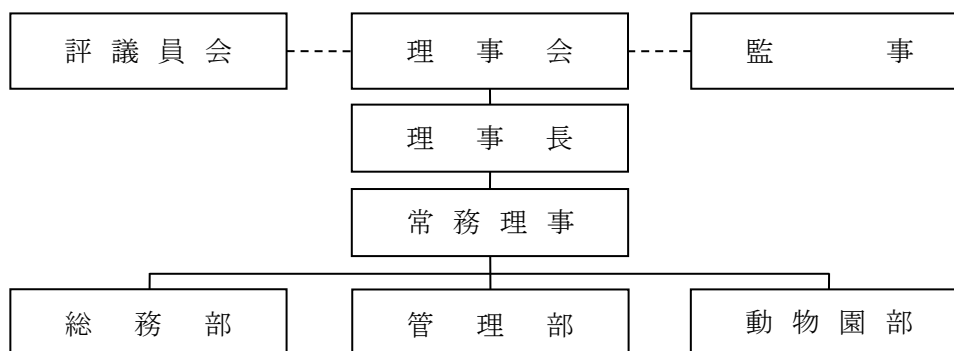 評議員会 理事会 監事
理事長
常務理事
総務部 管理部 動物園部